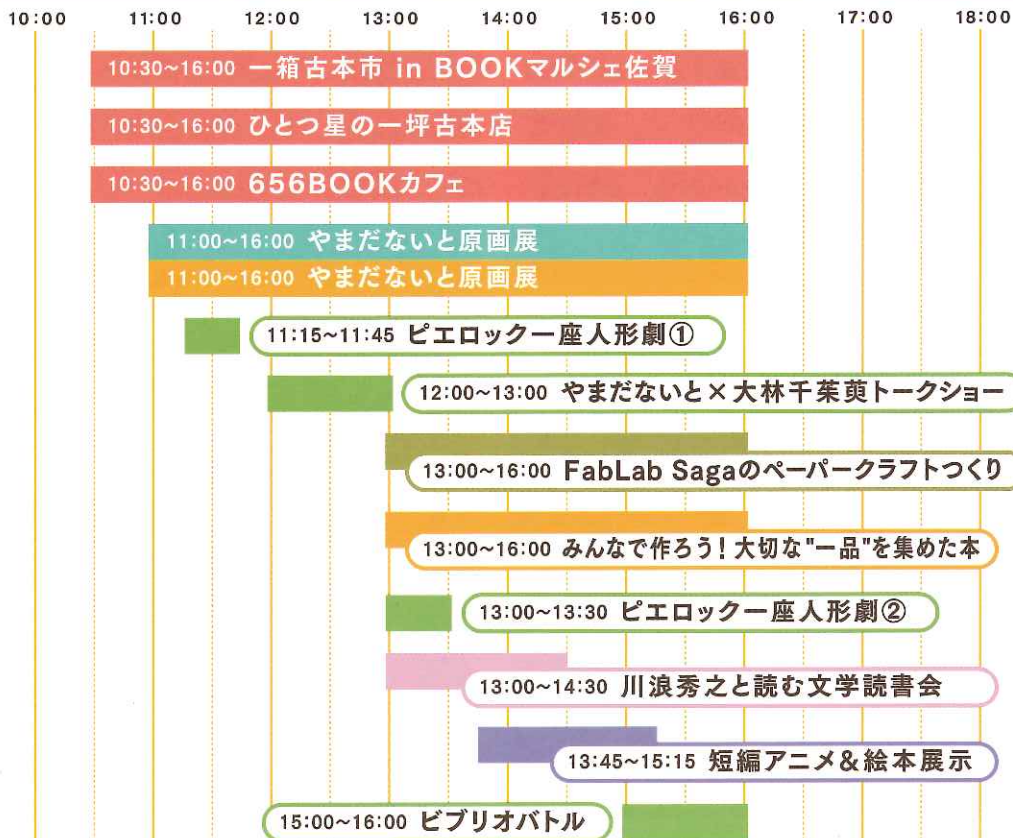 10:00 11:00 12:00 13:00 14:00 15:00 16:00 17:00 18:00
10:30~16:00 一箱古本市 in BOOKマルシェ佐賀
10:30~16:00 ひとつ星の一坪古本店
10:30~16:00 656BOOKカフェ
11:00~16:00 やまだないと原画展
11:00~16:00 やまだないと原画展
11:15~11:45 ピエロック一座人形劇①
12:00~13:00 やまだないと×大林千茱萸トークショー
13:00~16:00 FabLab Sagaのペーパークラフトつくり
13:00~16:00 みんなで作ろう!大切な"一品"を集めた本
13:00~13:30 ピエロック一座人形劇②
13:00~14:30 川浪秀之と読む文学読書会
13:45~15:15 短編アニメ&絵本展示
15:00~16:00 ビブリオバトル